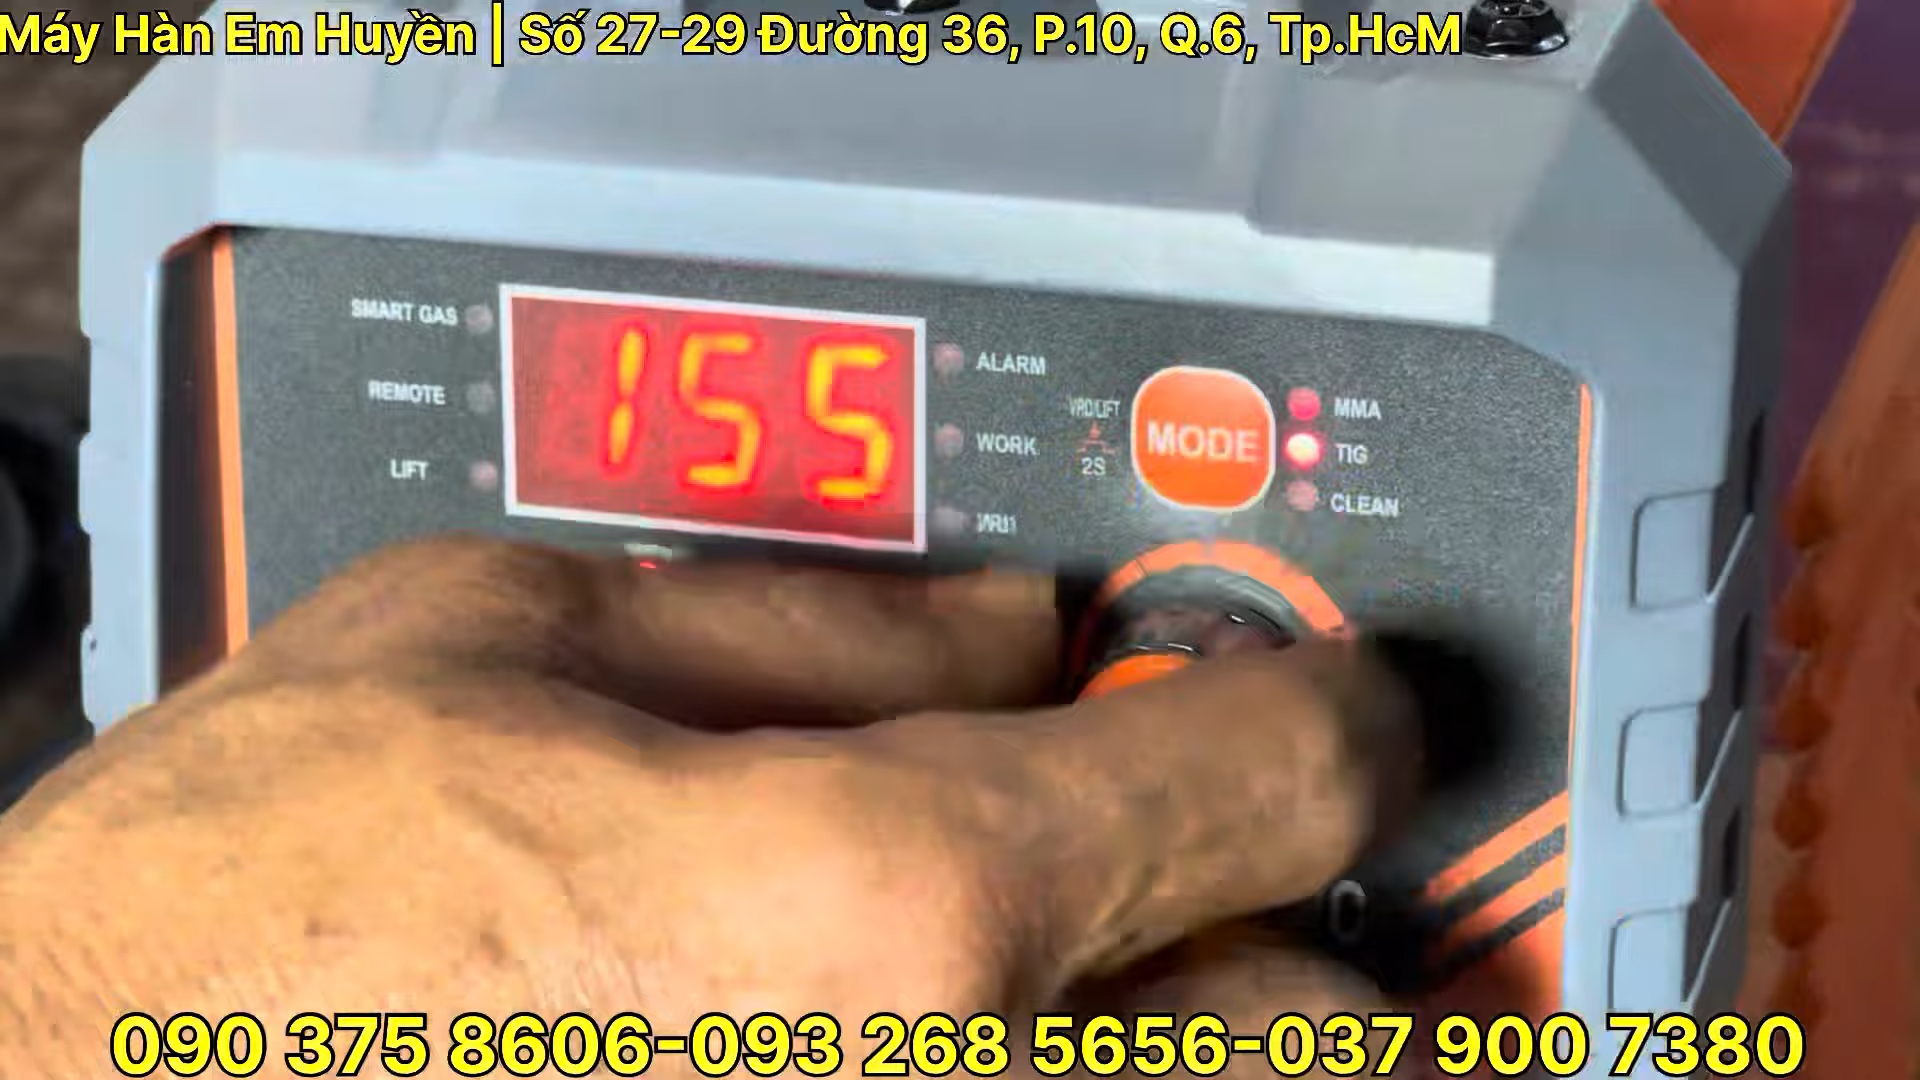 Máy Hàn Em Huyền | Số 27-29 Đường 36, P.10, Q.6, Tp.HcM
SMART GAS
REMOTE
LIFT
155
ALARM
WORK
VRD/LIFT
2S
MODE
MMA
TIG
CLEAN
090 375 8606-093 268 5656-037 900 7380